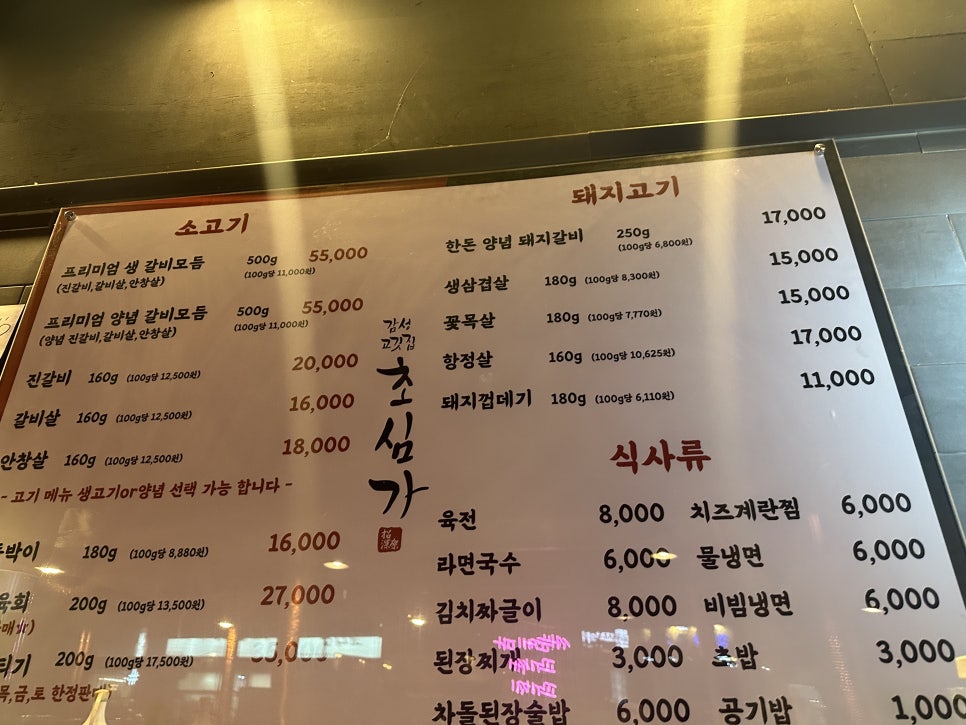 소고기
프리미엄 생 갈비모듬 500g 55,000
(진갈비,갈비살,안창살) (100g당 11,000원)
프리미엄 양념 갈비모듬 500g 55,000
(양념 진갈비,갈비살,안창살) (100g당 11,000원)
진갈비 160g (100g당 12,500원) 20,000
갈비살 160g (100g당 12,500원) 16,000
안창살 160g (100g당 12,500원) 18,000
- 고기 메뉴 생고기or양념 선택 가능 합니다 -
박이 180g (100g당 8,880원) 16,000
육회 200g (100g당 13,500원) 27,000
튀기 200g (100g당 17,500원)
목,금,토 한정판
감성
고깃집
초심가
돼지고기
한돈 양념 돼지갈비 250g 17,000
(100g당 6,800원)
생삼겹살 180g (100g당 8,300원) 15,000
꽃목살 180g (100g당 7,770원) 15,000
항정살 160g (100g당 10,625원) 17,000
돼지껍데기 180g (100g당 6,110원) 11,000
식사류
육전 8,000 치즈계란찜 6,000
라면국수 6,000 물냉면 6,000
김치짜글이 8,000 비빔냉면 6,000
된장찌개 3,000 초밥 3,000
차돌된장술밥 6,000 공기밥 1,000